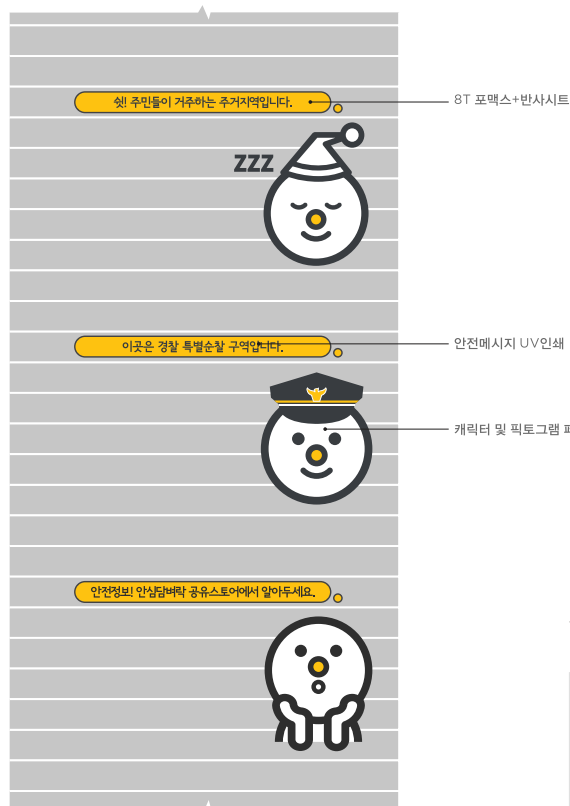 쉿! 주민들이 거주하는 주거지역입니다.
8T 포맥스+반사시트
ZZZ
이곳은 경찰 특별순찰 구역입니다.
안전메시지 UV인쇄
캐릭터 및 픽토그램
안전정보! 안심담벼락 공유스토어에서 알아두세요.